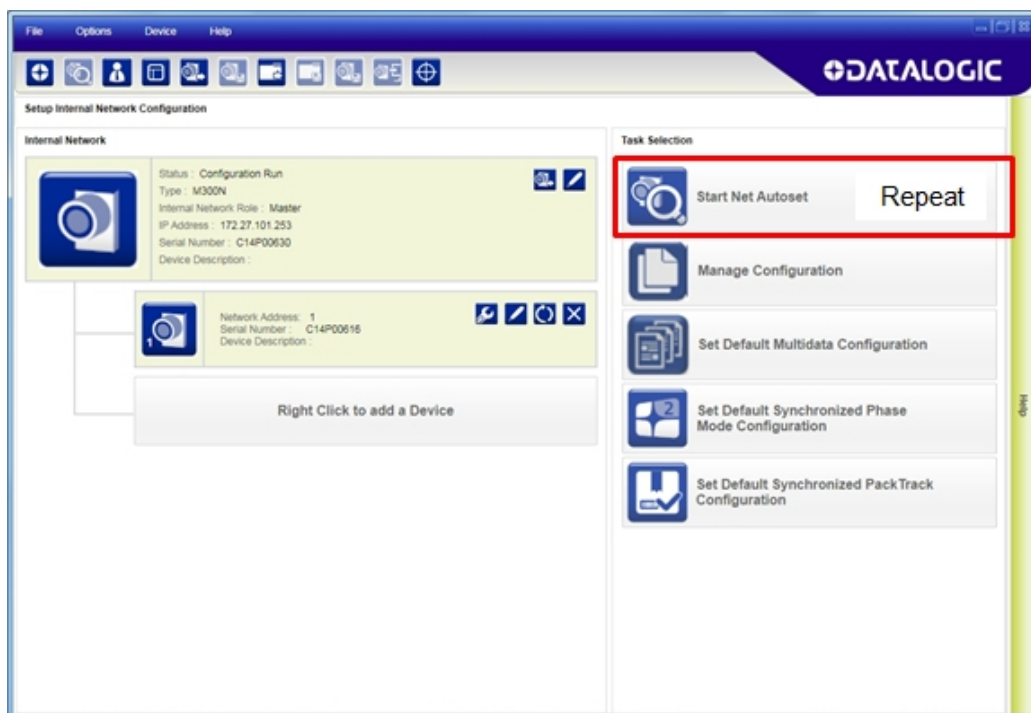 File Options Device Help
DATALOGIC
Setup Internal Network Configuration
Internal Network
Status : Configuration Run
Type : M300N
Internal Network Role : Master
IP Address : 172.27.101.253
Serial Number : C14P00630
Device Description :
1
Network Address: 1
Serial Number : C14P00616
Device Description :
Right Click to add a Device
Task Selection
Start Net Autoset
Repeat
Manage Configuration
Set Default Multidata Configuration
2
Set Default Synchronized Phase
Mode Configuration
Set Default Synchronized PackTrack
Configuration
Help